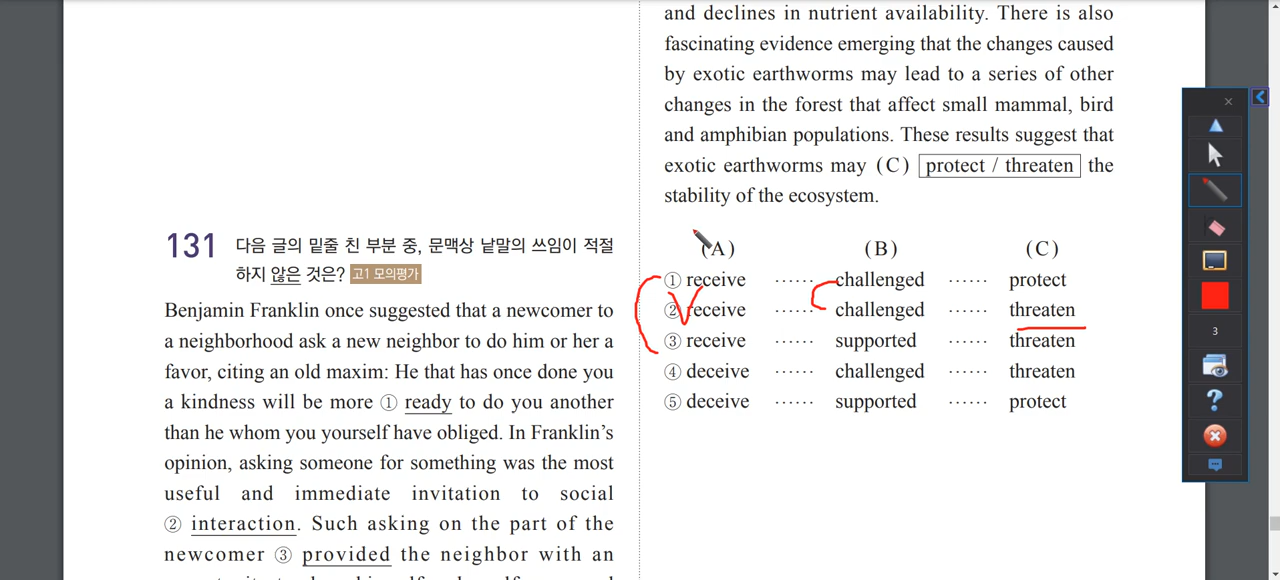 131 다음 글의 밑줄 친 부분 중, 문맥상 낱말의 쓰임이 적절
하지 않은 것은? 고1 모의평가
Benjamin Franklin once suggested that a newcomer to
a neighborhood ask a new neighbor to do him or her a
favor, citing an old maxim: He that has once done you
a kindness will be more ① ready to do you another
than he whom you yourself have obliged. In Franklin's
opinion, asking someone for something was the most
useful and immediate invitation to social
② interaction. Such asking on the part of the
newcomer ③ provided the neighbor with an
and declines in nutrient availability. There is also
fascinating evidence emerging that the changes caused
by exotic earthworms may lead to a series of other
changes in the forest that affect small mammal, bird
and amphibian populations. These results suggest that
exotic earthworms may (C) protect / threaten the
stability of the ecosystem.
(A) (B) (C)
① receive …… challenged …… protect
② receive …… challenged …… threaten
③ receive …… supported …… threaten
④ deceive …… challenged …… threaten
⑤ deceive …… supported …… protect
3